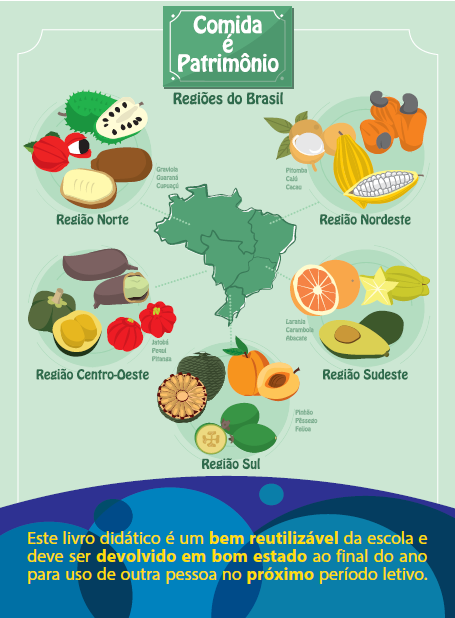 Comida
é
Patrimônio
Regiões do Brasil
Graviola
Guaraná
Cupuaçú
Pitomba
Cajú
Cacau
Região Norte
Região Nordeste
Jatobá
Pequi
Pitanga
Laranja
Carambola
Abacate
Região Centro-Oeste
Região Sudeste
Pinhão
Pêssego
Feijoa
Região Sul
Este livro didático é um bem reutilizável da escola e
deve ser devolvido em bom estado ao final do ano
para uso de outra pessoa no próximo período letivo.